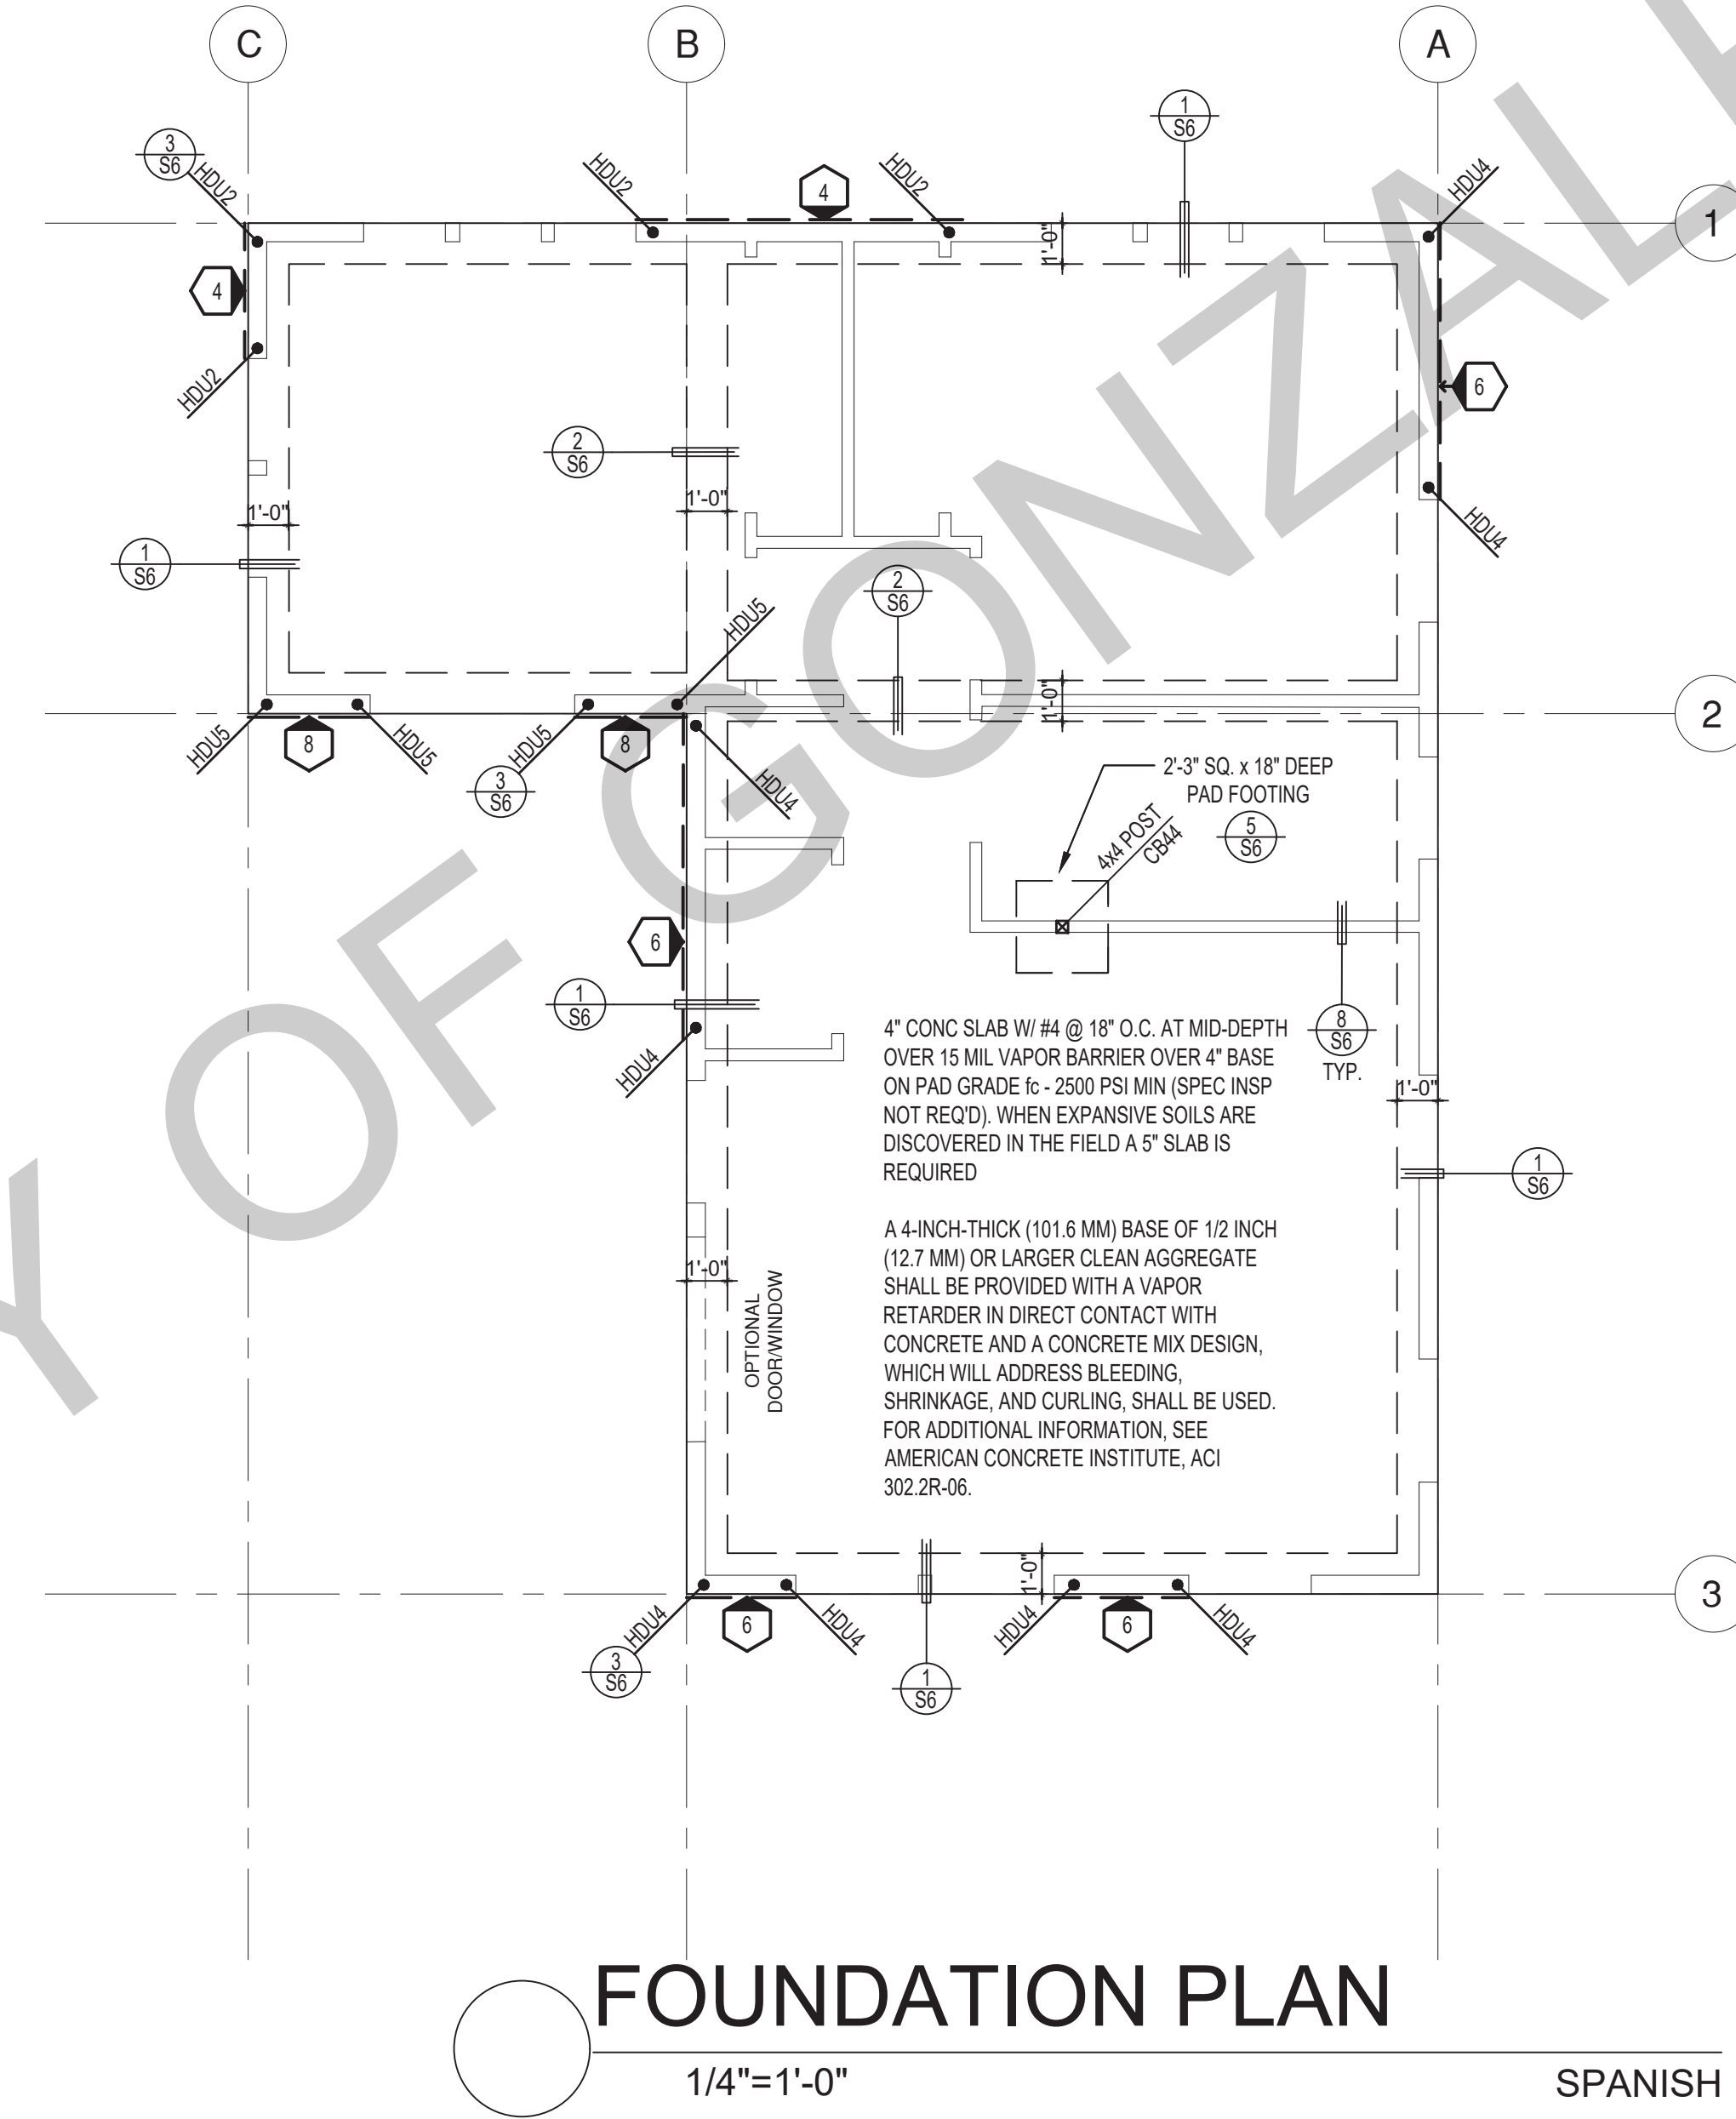 C
B
A
3
S6
HDU2
HDU2
4
HDU2
1
S6
HDU4
1
1'-0"
4
HDU2
6
2
S6
1'-0"
1'-0"
HDU4
1
S6
2
S6
HDU5
1'-0"
2
HDU5
8
HDU5
HDU5
8
3
S6
HDU4
2'-3" SQ. x 18" DEEP
PAD FOOTING
5
S6
4x4 POST
CB44
6
1
S6
HDU4
4" CONC SLAB W/ #4 @ 18" O.C. AT MID-DEPTH
OVER 15 MIL VAPOR BARRIER OVER 4" BASE
ON PAD GRADE fc - 2500 PSI MIN (SPEC INSP
NOT REQ'D). WHEN EXPANSIVE SOILS ARE
DISCOVERED IN THE FIELD A 5" SLAB IS
REQUIRED
8
S6
TYP.
1'-0"
1
S6
A 4-INCH-THICK (101.6 MM) BASE OF 1/2 INCH
(12.7 MM) OR LARGER CLEAN AGGREGATE
SHALL BE PROVIDED WITH A VAPOR
RETARDER IN DIRECT CONTACT WITH
CONCRETE AND A CONCRETE MIX DESIGN,
WHICH WILL ADDRESS BLEEDING,
SHRINKAGE, AND CURLING, SHALL BE USED.
FOR ADDITIONAL INFORMATION, SEE
AMERICAN CONCRETE INSTITUTE, ACI
302.2R-06.
1'-0"
OPTIONAL
DOOR/WINDOW
1'-0"
3
HDU4
6
HDU4
HDU4
6
HDU4
3
S6
1
S6
FOUNDATION PLAN
1/4"=1'-0"
SPANISH
Y OF GONZALE